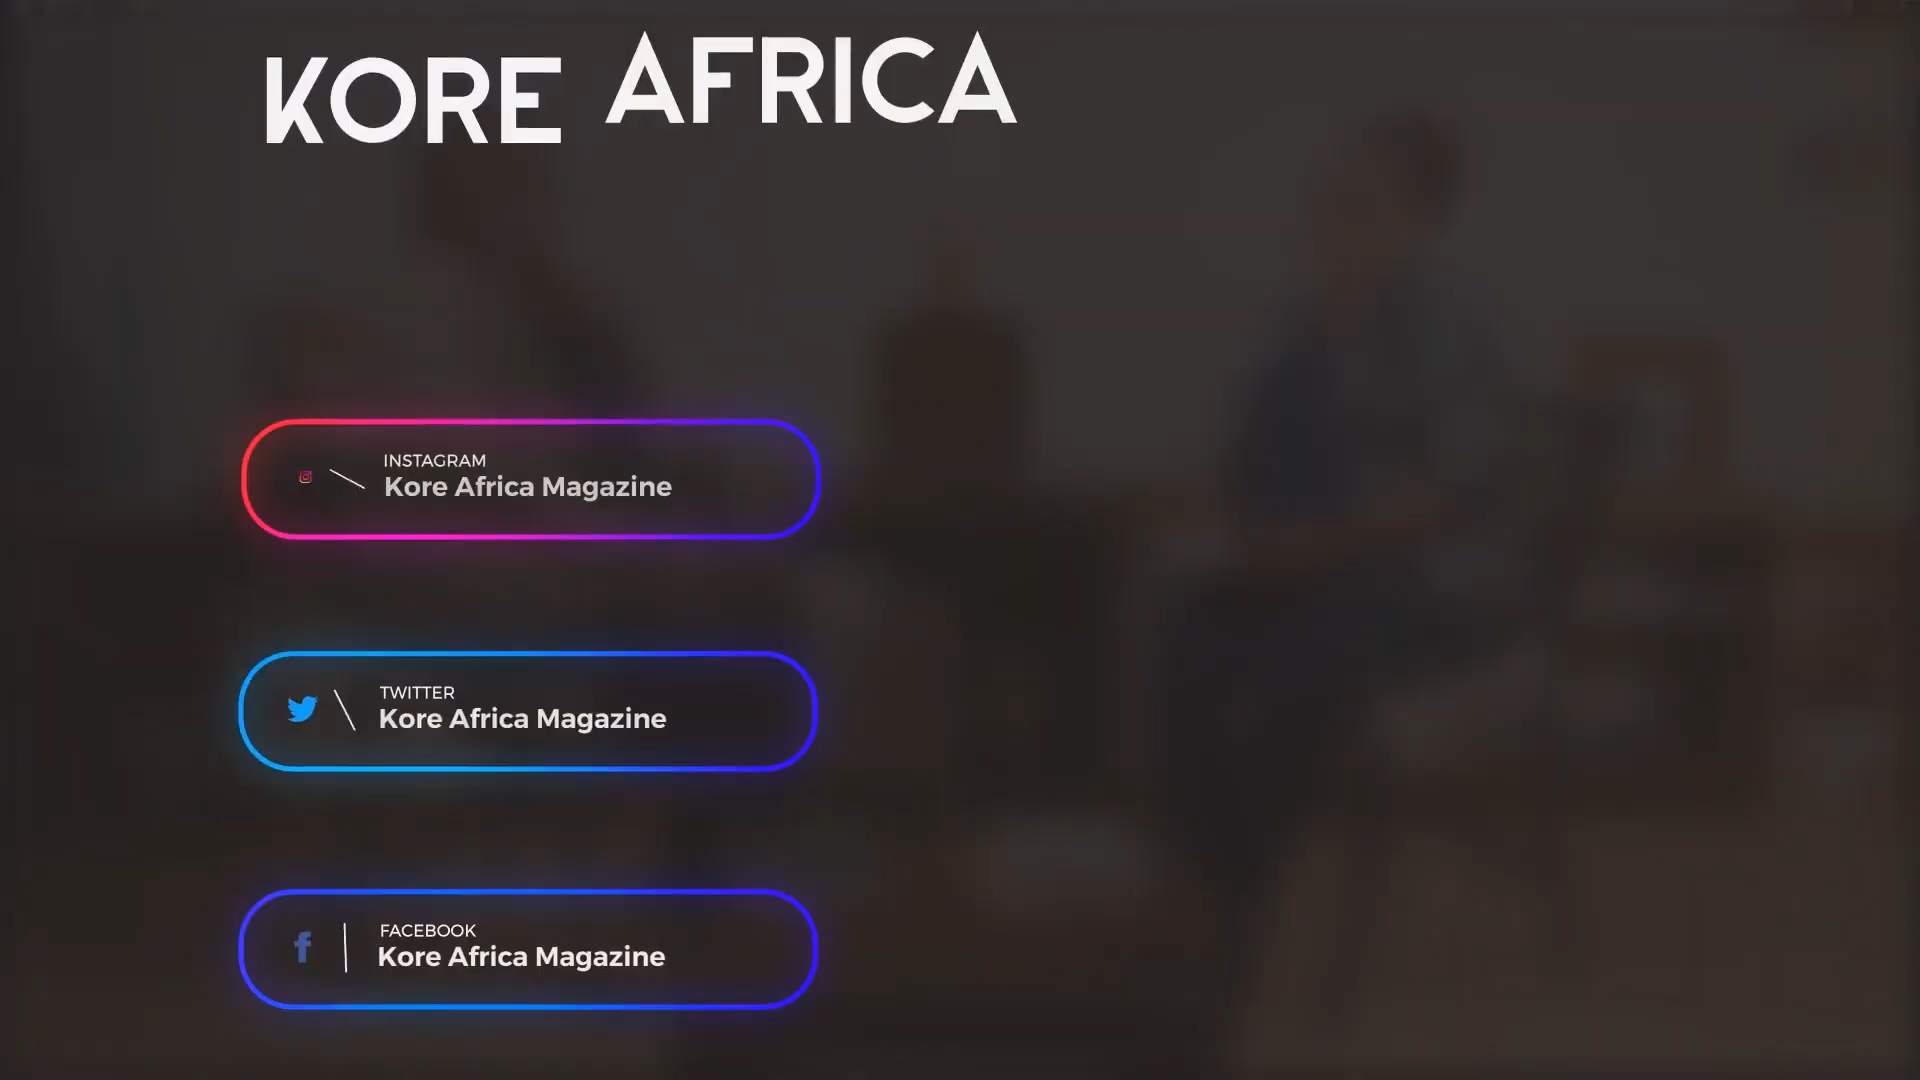 KORE AFRICA
INSTAGRAM
Kore Africa Magazine
TWITTER
Kore Africa Magazine
FACEBOOK
Kore Africa Magazine